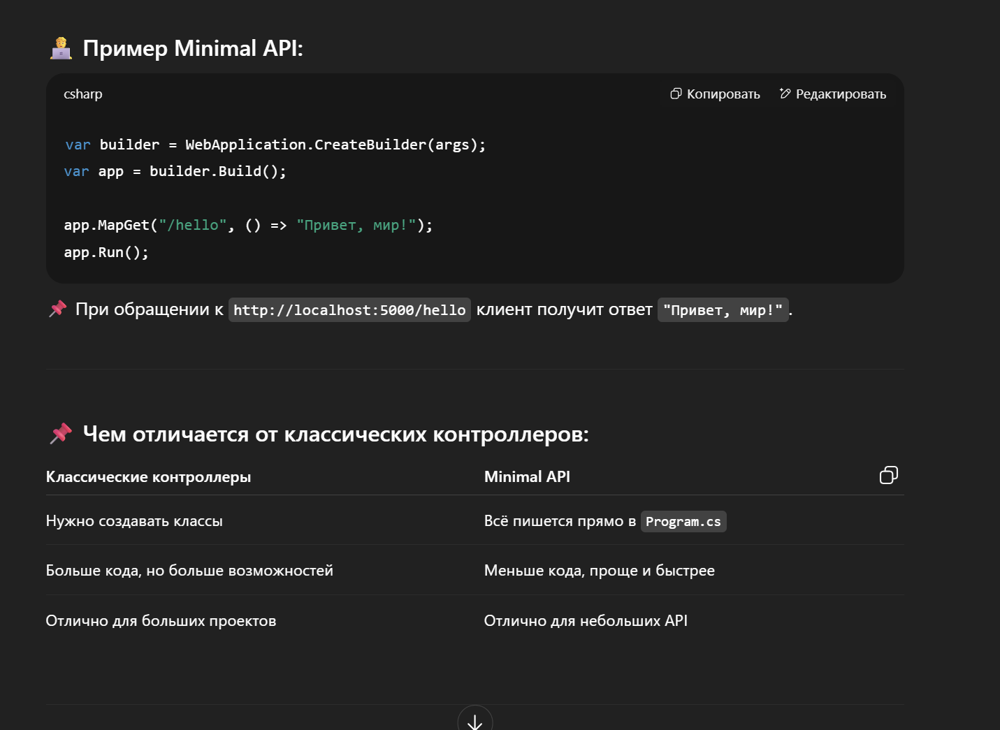 Пример Minimal API:
csharp
Копировать
Редактировать
var builder = WebApplication.CreateBuilder(args);
var app = builder.Build();
app.MapGet("/hello", () => "Привет, мир!");
app.Run();
При обращении к http://localhost:5000/hello клиент получит ответ "Привет, мир!".
Чем отличается от классических контроллеров:
Классические контроллеры
Minimal API
Нужно создавать классы
Всё пишется прямо в Program.cs
Больше кода, но больше возможностей
Меньше кода, проще и быстрее
Отлично для больших проектов
Отлично для небольших API